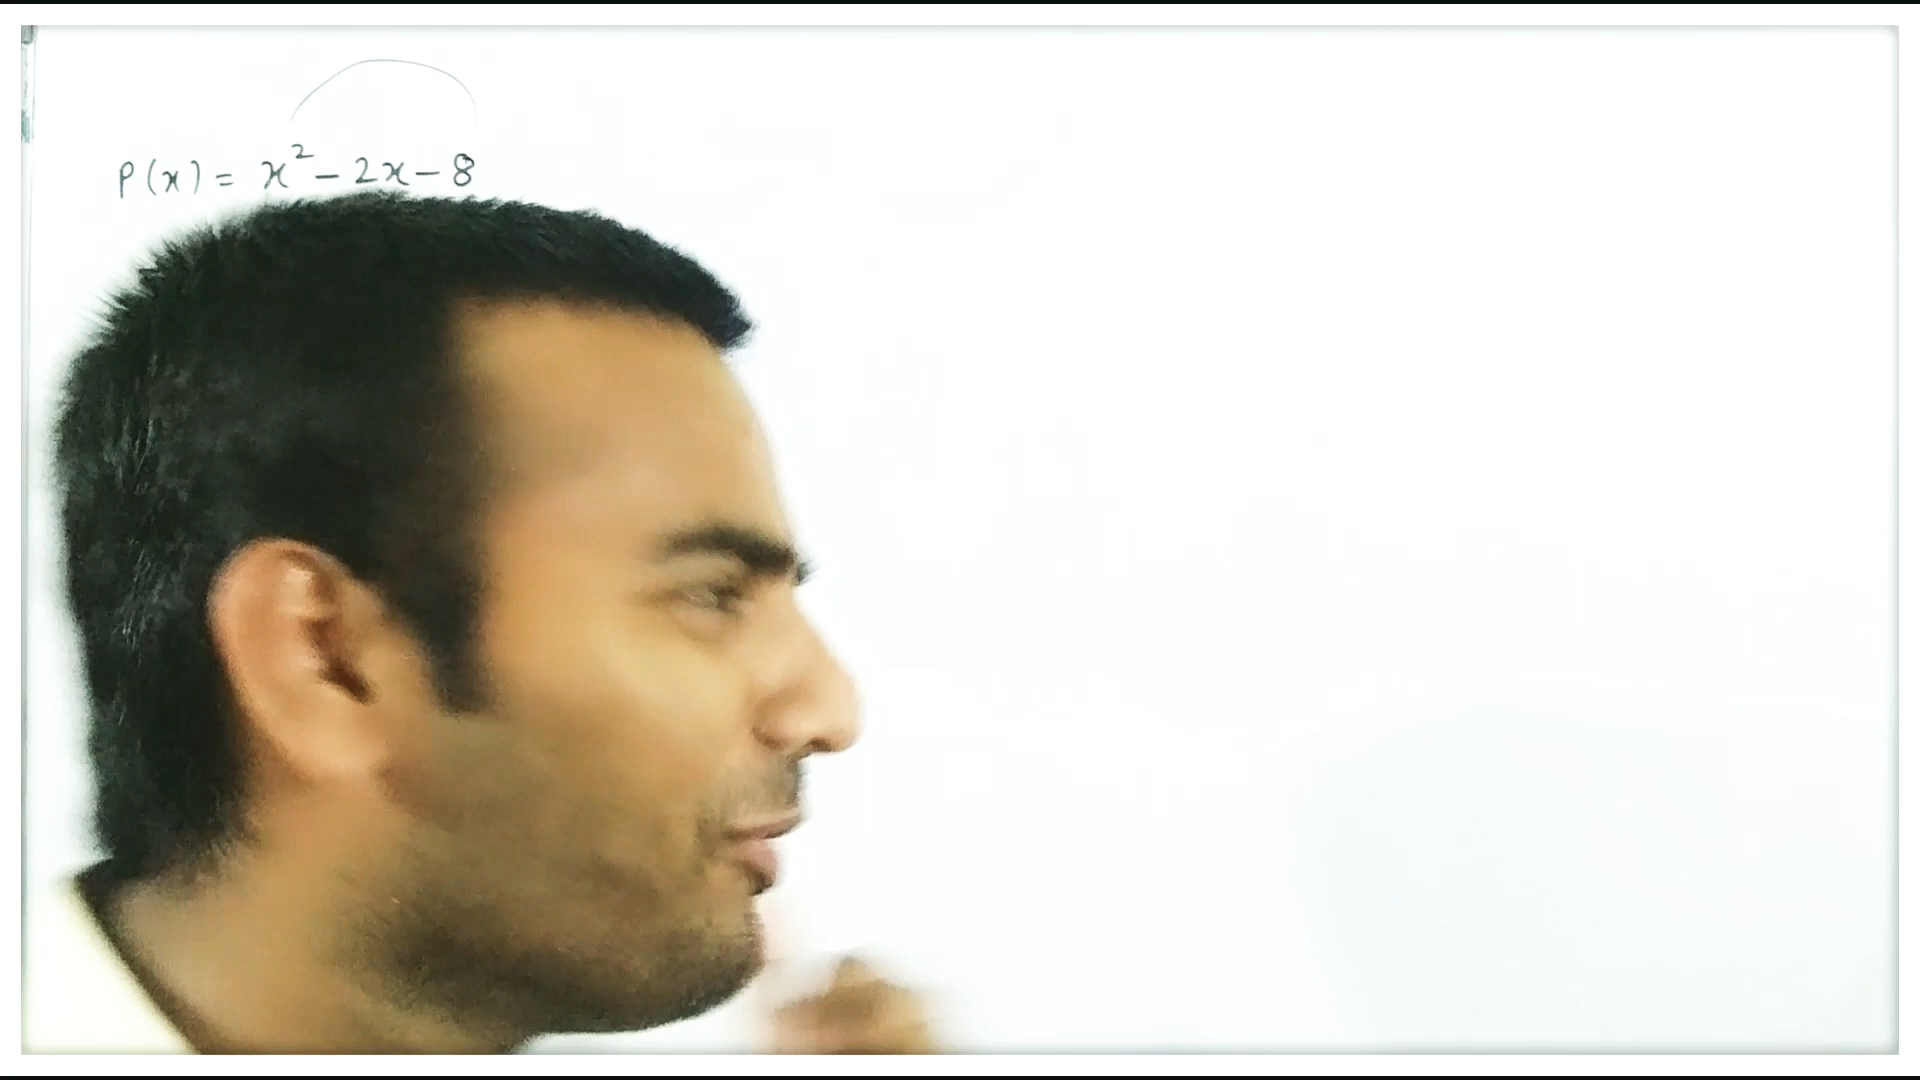 P(x) = x² - 2x - 8